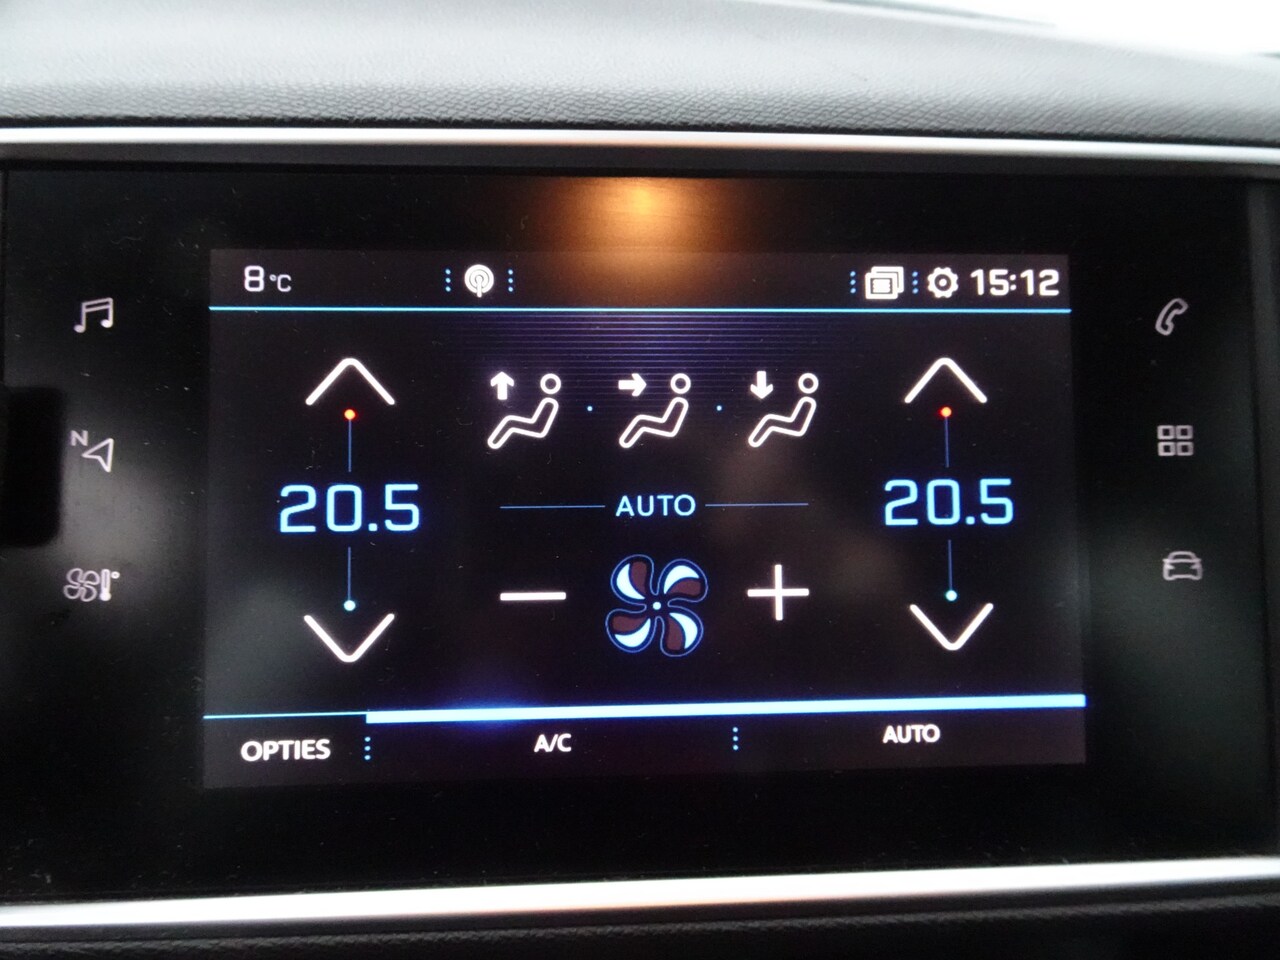 8°C 15:12
N
20.5 20.5
AUTO
OPTIES A/C AUTO